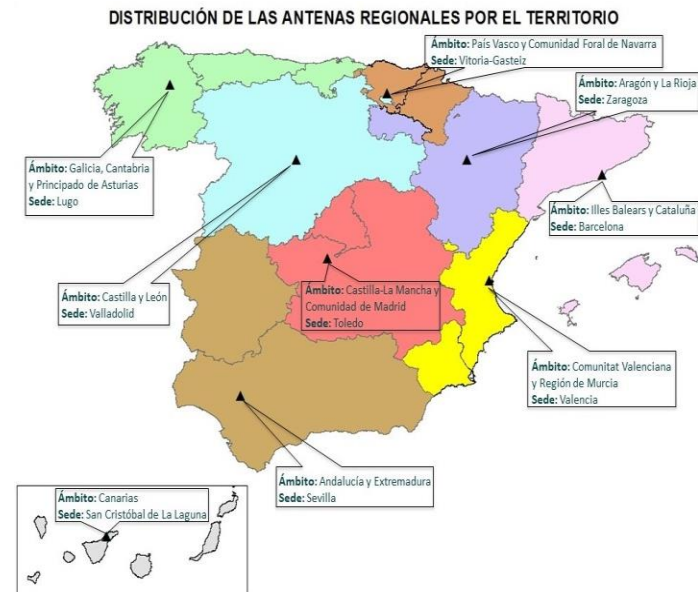 DISTRIBUCIÓN DE LAS ANTENAS REGIONALES POR EL TERRITORIO
Ámbito: País Vasco y Comunidad Foral de Navarra
Sede: Vitoria-Gasteiz
Ámbito: Aragón y La Rioja
Sede: Zaragoza
Ámbito: Galicia, Cantabria
y Principado de Asturias
Sede: Lugo
Ámbito: Illes Balears y Cataluña
Sede: Barcelona
Ámbito: Castilla y León
Sede: Valladolid
Ámbito: Castilla-La Mancha y
Comunidad de Madrid
Sede: Toledo
Ámbito: Comunitat Valenciana
y Región de Murcia
Sede: Valencia
Ámbito: Andalucía y Extremadura
Sede: Sevilla
Ámbito: Canarias
Sede: San Cristóbal de La Laguna